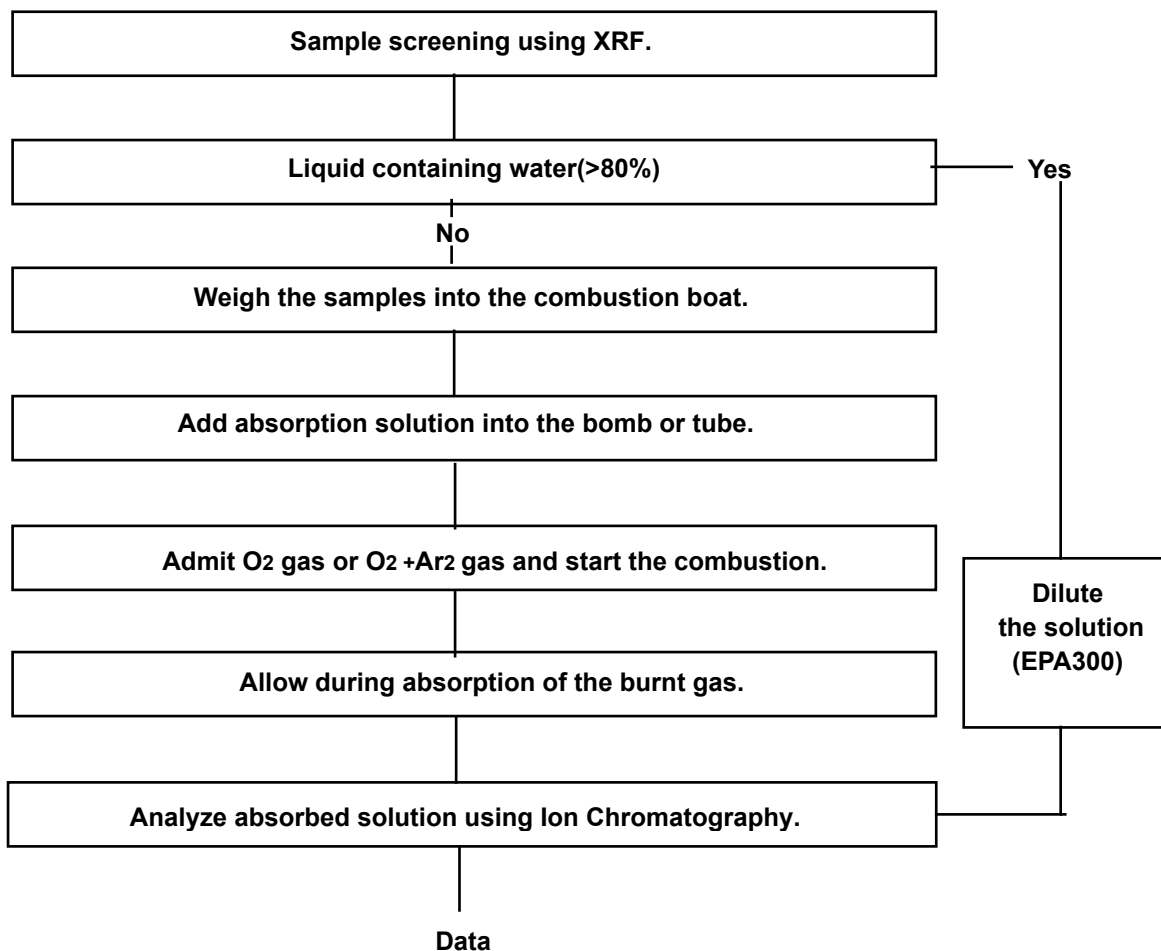 Sample screening using XRF.
Liquid containing water(>80%)
Yes
No
Weigh the samples into the combustion boat.
Add absorption solution into the bomb or tube.
Admit O2 gas or O2 +Ar2 gas and start the combustion.
Dilute
the solution
(EPA300)
Allow during absorption of the burnt gas.
Analyze absorbed solution using Ion Chromatography.
Data